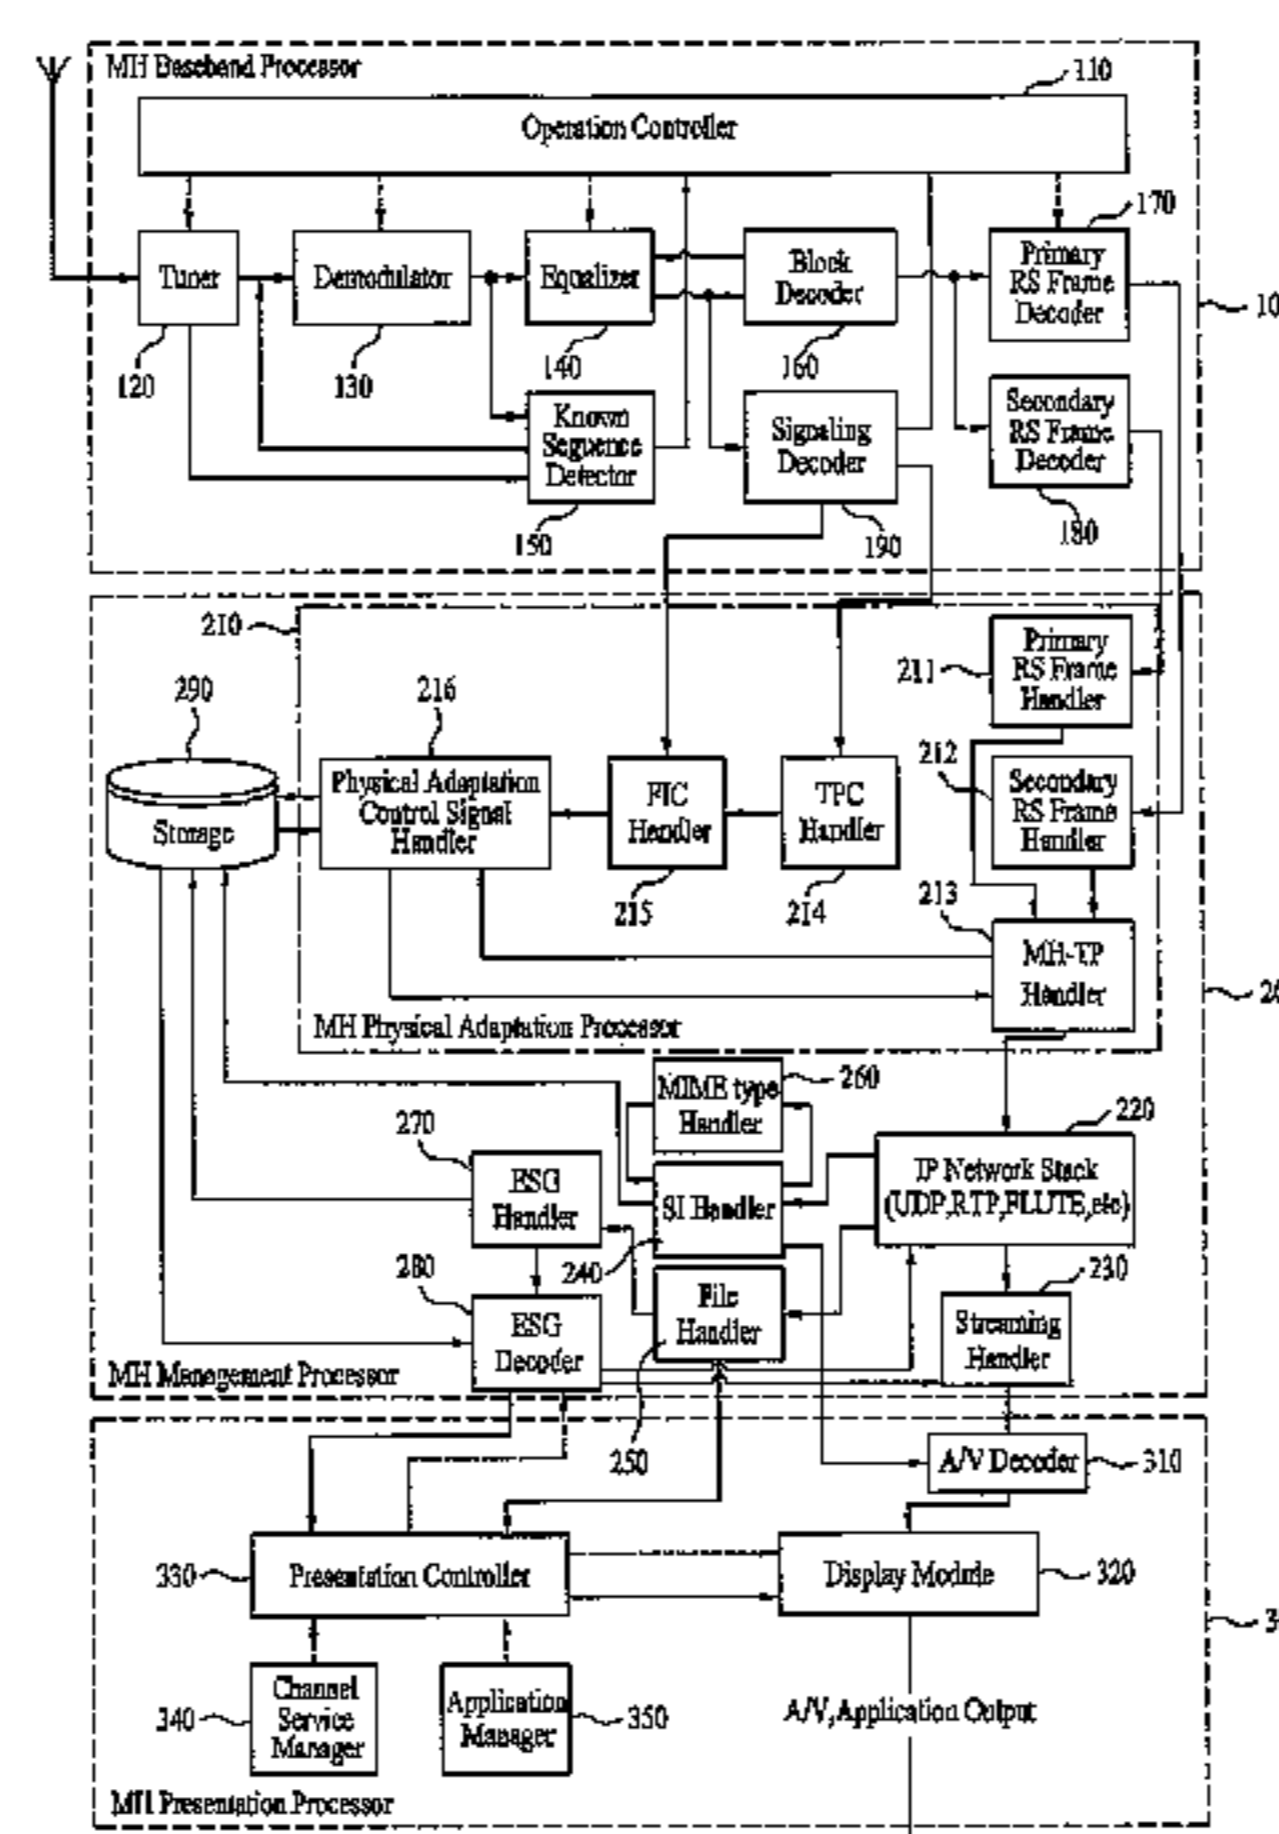 MH Baseband Processor
110
Operation Controller
170
Tuner
Demodulator
Equalizer
Block
Decoder
Primary
RS Frame
Decoder
120
130
140
160
Known
Sequence
Detector
Signaling
Decoder
Secondary
RS Frame
Decoder
150
190
180
210
Primary
RS Frame
Handler
211
290
216
212
Storage
Physical Adaptation
Control Signal
Handler
FIC
Handler
TPC
Handler
Secondary
RS Frame
Handler
215
214
213
MH-TP
Handler
MH Physical Adaptation Processor
MIME type
Handler
260
270
220
ESG
Handler
SI Handler
IP Network Stack
(UDP,RTP,FLUTE,etc)
280
240
230
ESG
Decoder
File
Handler
Streaming
Handler
MH Management Processor
250
A/V Decoder
310
330
Presentation Controller
Display Module
320
340
Channel
Service
Manager
Application
Manager
350
A/V,Application Output
MH Presentation Processor